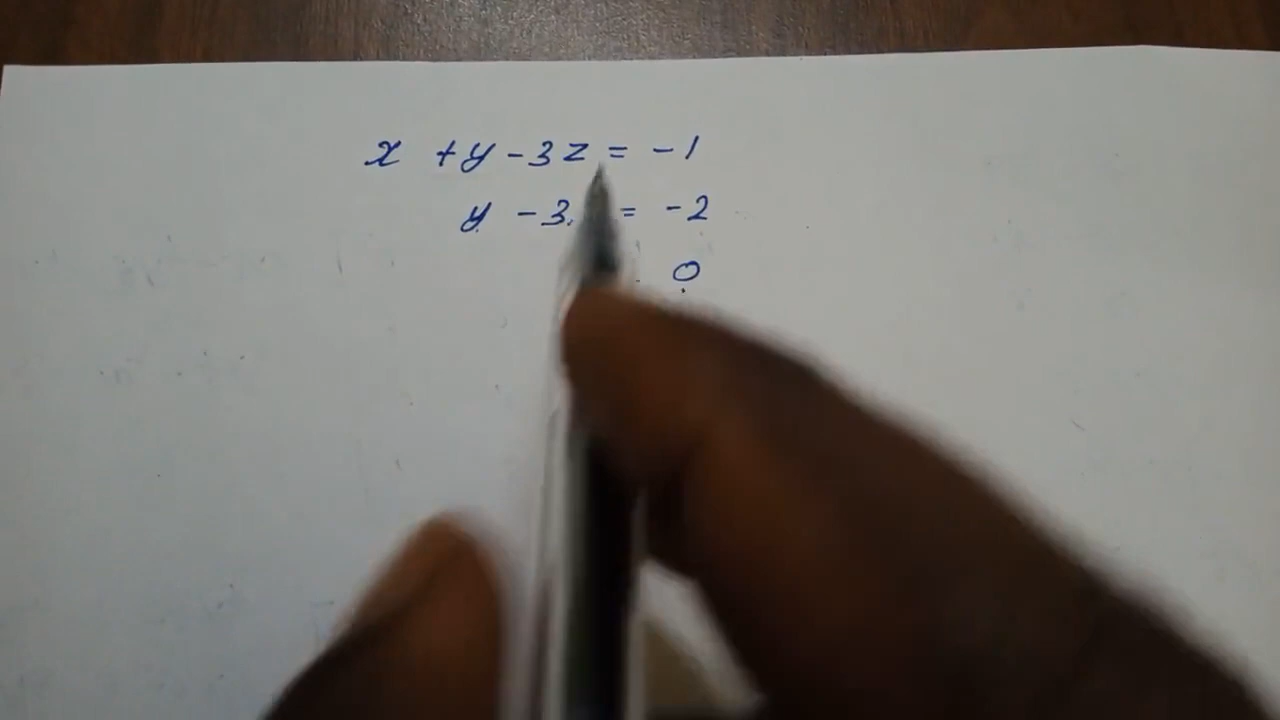 x + y - 3z = -1
y - 3 = -2
0